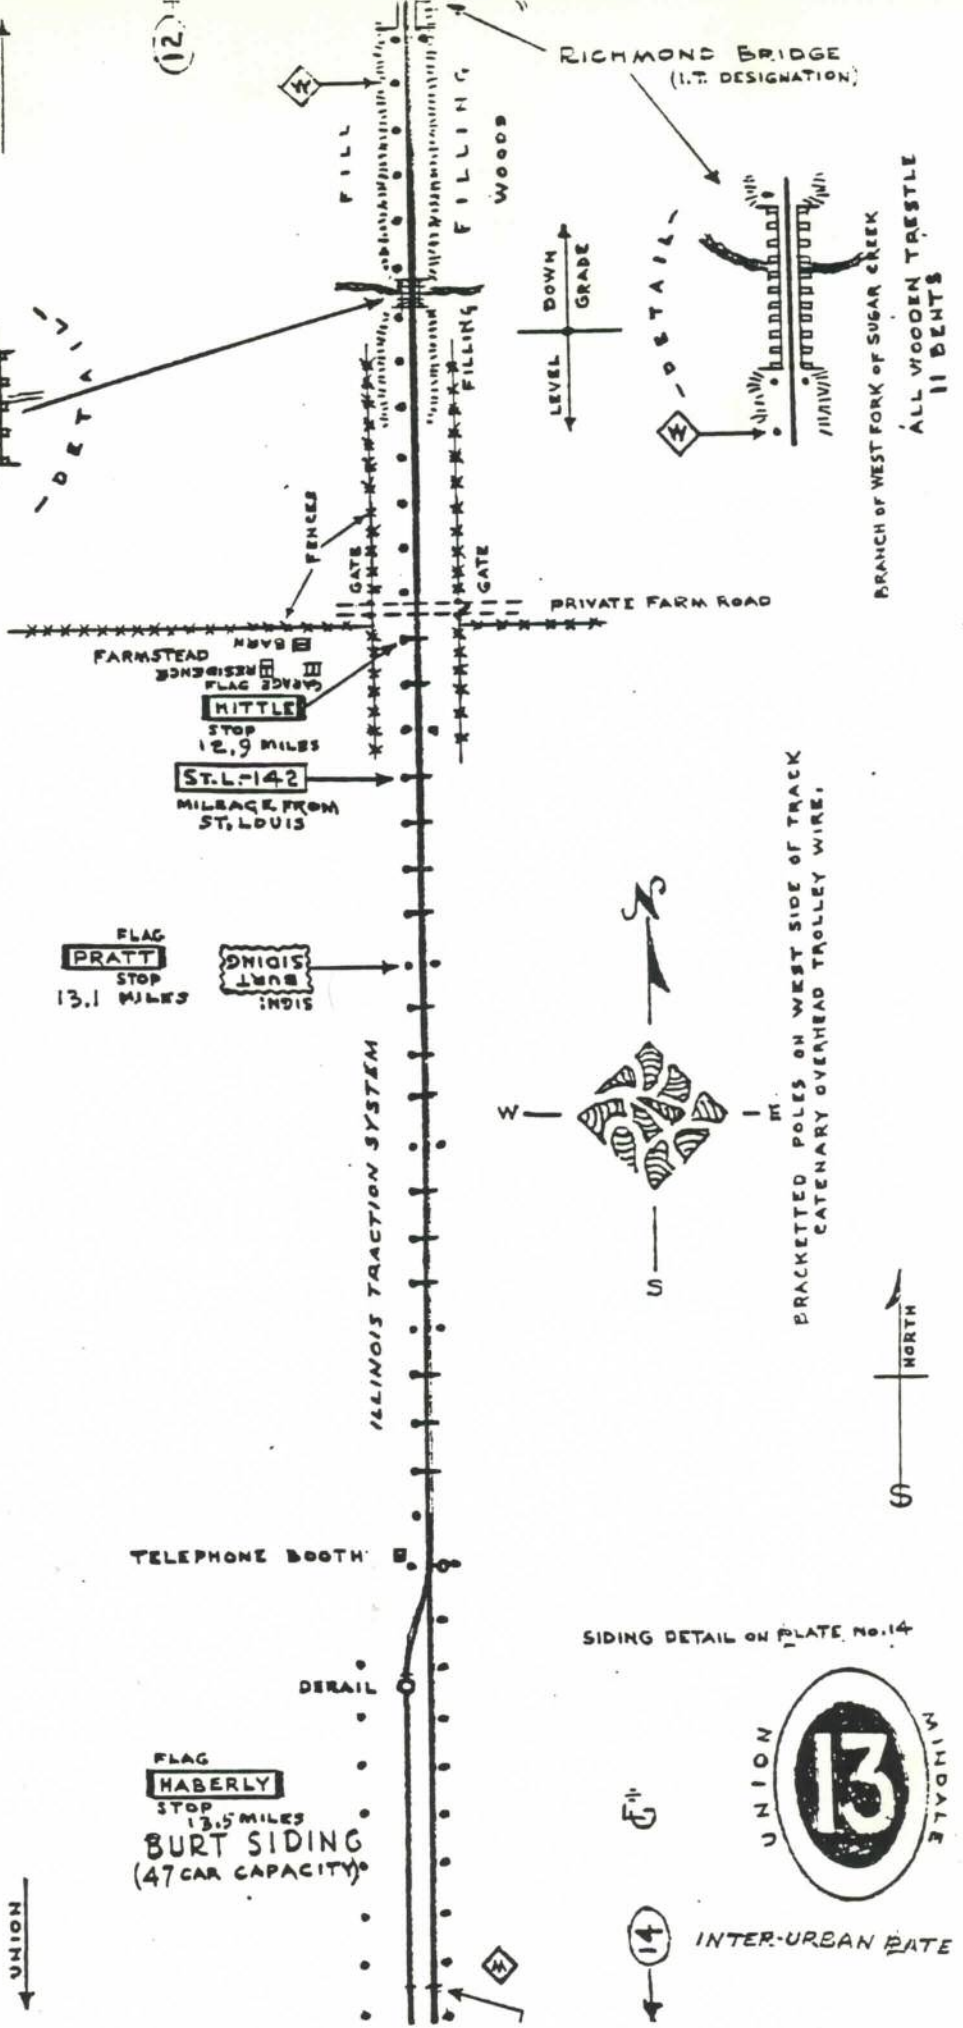 12
RICHMOND BRIDGE
(I.T. DESIGNATION)
W
FILL
FILLING
WOODS
DOWN
GRADE
LEVEL
-DETAIL-
W
-DETAIL-
FILLING
BRANCH OF WEST FORK OF SUGAR CREEK
ALL WOODEN TRESTLE
11 BENTS
FENCES
GATE
GATE
PRIVATE FARM ROAD
BARN
FARMSTEAD
RESIDENCE
GARAGE
FLAG
HITTLE
STOP
12.9 MILES
ST.L.-142
MILEAGE FROM
ST. LOUIS
FLAG
PRATT
STOP
13.1 MILES
SIGN:
BURT
SIDING
N
W
E
S
BRACKETTED POLES ON WEST SIDE OF TRACK
CATENARY OVERHEAD TROLLEY WIRE.
ILLINOIS TRACTION SYSTEM
NORTH
S
TELEPHONE BOOTH
SIDING DETAIL ON PLATE NO.14
DERAIL
FLAG
HABERLY
STOP
13.5 MILES
BURT SIDING
(47 CAR CAPACITY)
UNION
13
MINDALE
UNION
W
14
INTER-URBAN PLATE